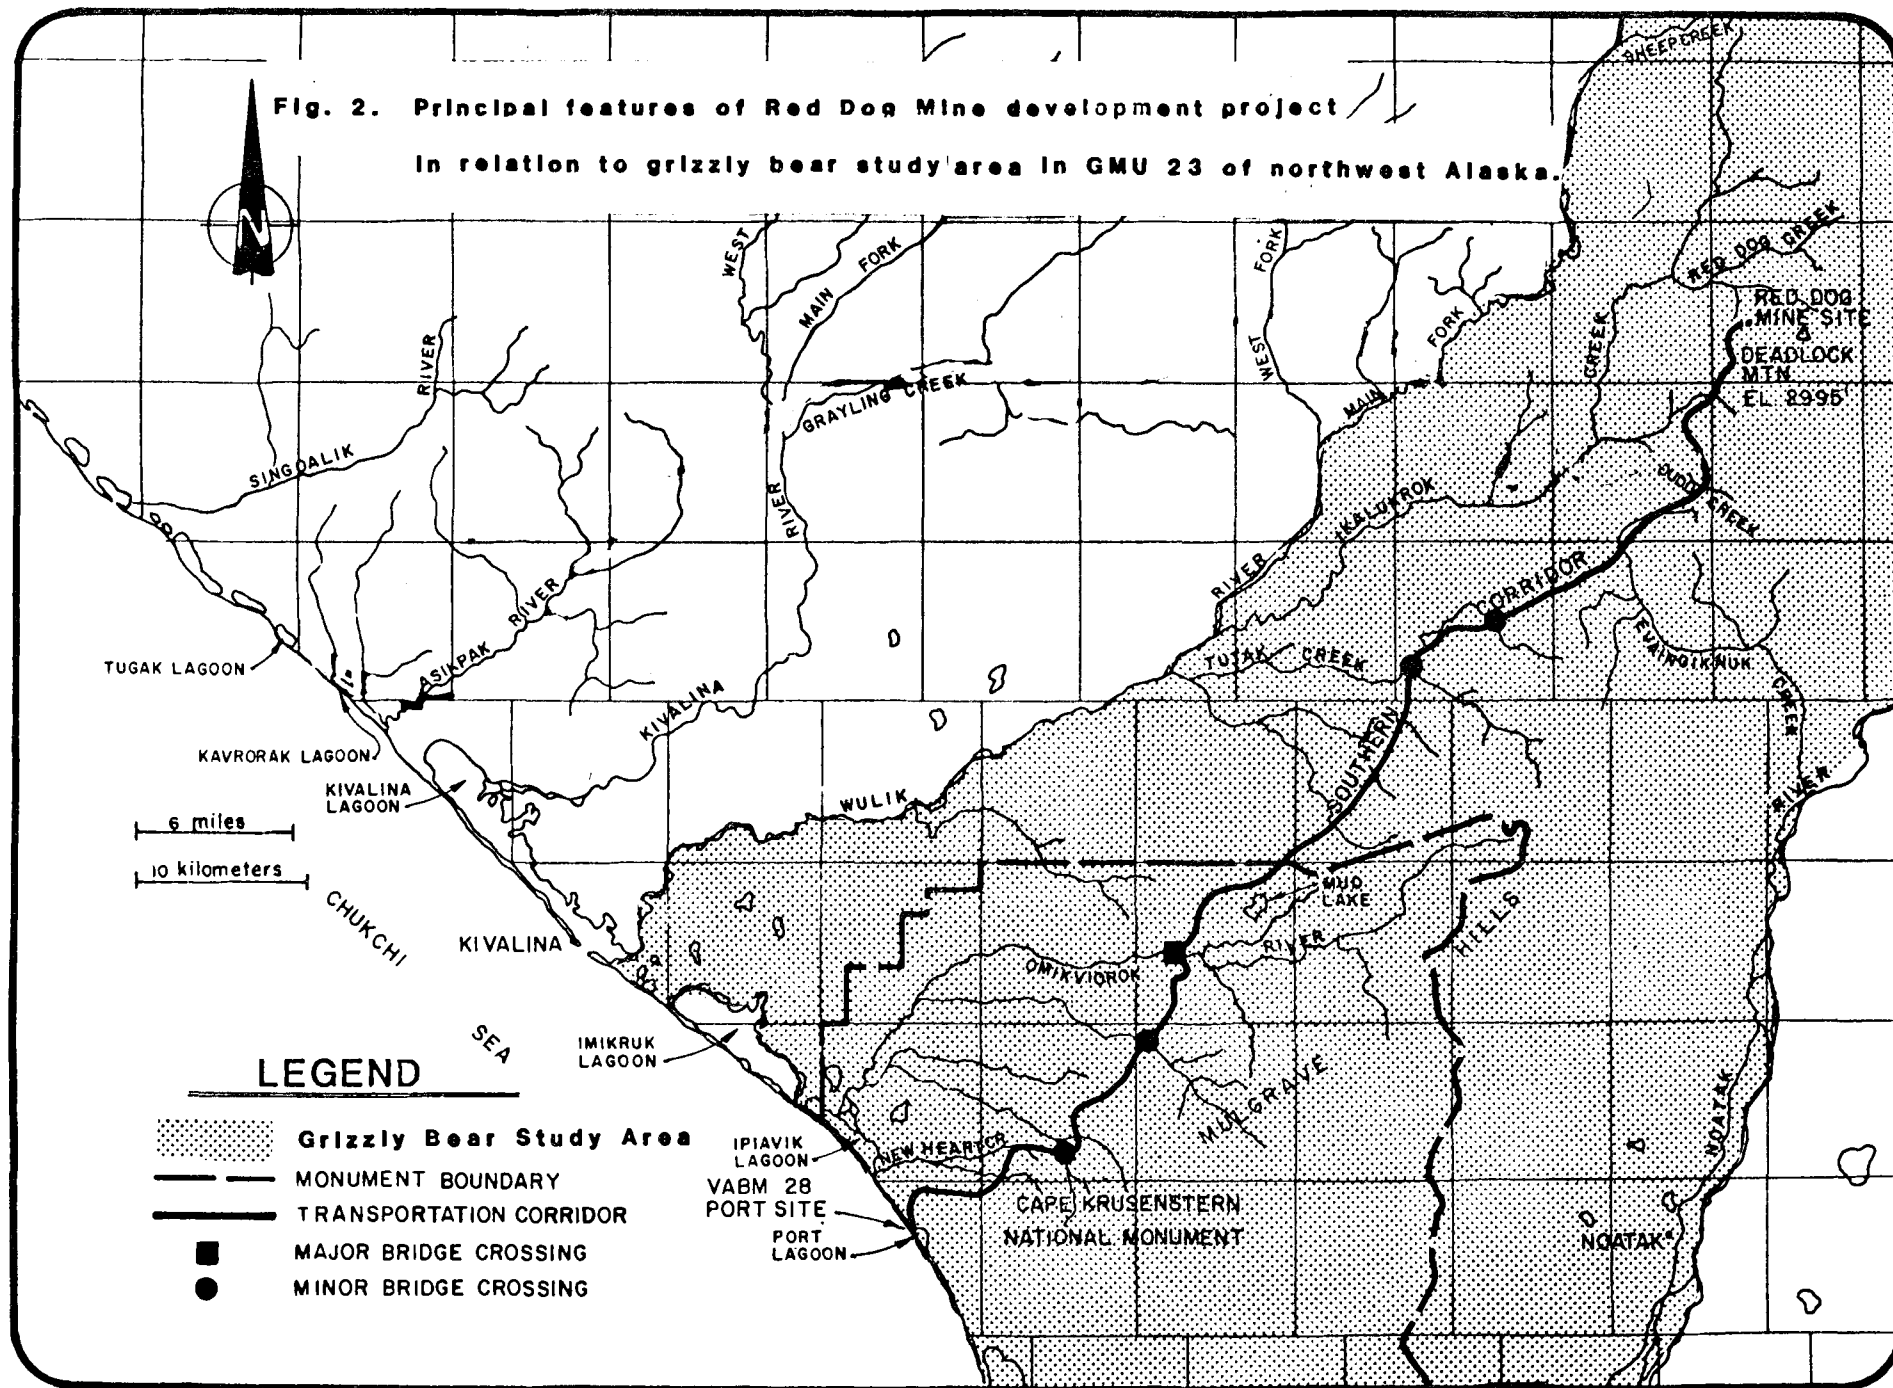 Fig. 2. Principal features of Red Dog Mine development project
in relation to grizzly bear study area in GMU 23 of northwest Alaska.
N
SHEEP CREEK
WEST
FORK
MAIN
WEST
FORK
MAIN
FORK
RED DOG CREEK
RED DOG
MINE SITE
DEADLOCK
MTN
EL 2995'
CREEK
RIVER
SINGOALIK
GRAYLING CREEK
RIVER
IKALUKROK
DUDD CREEK
RIVER
CORRIDOR
EVAINGIKNUK
CREEK
TUGAK LAGOON
ASIKPAK
RIVER
TUTAK CREEK
KIVALINA
KAVRORAK LAGOON
KIVALINA
LAGOON
SOUTHERN
WULIK
RIVER
6 miles
10 kilometers
MUD
LAKE
CHUKCHI
SEA
KIVALINA
OMIKVIOROK
RIVER
HILLS
MULGRAVE
IMIKRUK
LAGOON
NOATAK
LEGEND
Grizzly Bear Study Area
MONUMENT BOUNDARY
TRANSPORTATION CORRIDOR
MAJOR BRIDGE CROSSING
MINOR BRIDGE CROSSING
IPIAVIK
LAGOON
NEW HEART CR
VABM 28
PORT SITE
PORT
LAGOON
CAPE KRUSENSTERN
NATIONAL MONUMENT
NOATAK